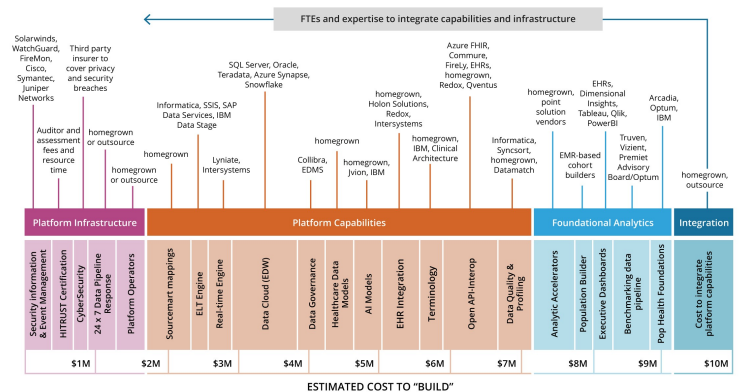 FTEs and expertise to integrate capabilities and infrastructure
Solarwinds,
WatchGuard,
FireMon,
Cisco,
Symantec,
Juniper
Networks
Auditor and
assessment
fees and
resource
time
Third party
insurer to
cover privacy
and security
breaches
homegrown
or outsource
homegrown
or outsource
homegrown
Informatica, SSIS, SAP
Data Services, IBM
Data Stage
Lyniate,
Intersystems
SQL Server, Oracle,
Teradata, Azure Synapse,
Snowflake
Collibra,
EDMS
homegrown
homegrown,
Jvion, IBM
homegrown,
Holon Solutions,
Redox,
Intersystems
homegrown,
IBM, Clinical
Architecture
Azure FHIR,
Commure,
FireLy, EHRs,
homegrown,
Redox, Qventus
Informatica,
Syncsort,
homegrown,
Datamatch
homegrown,
point
solution
vendors
EMR-based
cohort
builders
EHRs,
Dimensional
Insights,
Tableau, Qlik,
PowerBI
Truven,
Vizient,
Premiet
Advisory
Board/Optum
Arcadia,
Optum,
IBM
homegrown,
outsource
Platform Infrastructure
Platform Capabilities
Foundational Analytics
Integration
Security information
& Event Management
HITRUST Certification
CyberSecurity
24 x 7 Data Pipeline
Response
Platform Operators
Sourcemart mappings
ELT Engine
Real-time Engine
Data Cloud (EDW)
Data Governance
Healthcare Data
Models
AI Models
EHR Integration
Terminology
Open API-Interop
Data Quality &
Profiling
Analytic Accelerators
Population Builder
Executive Dashboards
Benchmarking data
pipeline
Pop Health Foundations
Cost to integrate
platform capabilities
$1M
$2M
$3M
$4M
$5M
$6M
$7M
$8M
$9M
$10M
ESTIMATED COST TO “BUILD”